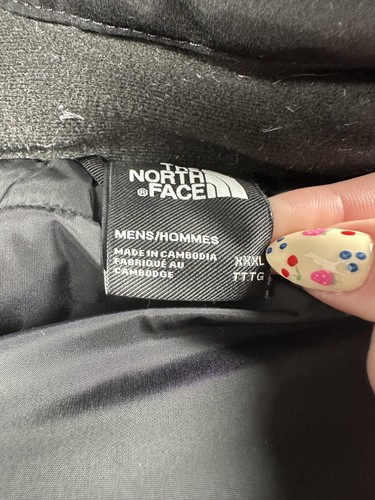 THE
NORTH
FACE
®
MENS/HOMMES
MADE IN CAMBODIA
FABRIQUÉ AU
CAMBODGE
XXXL
TTTG